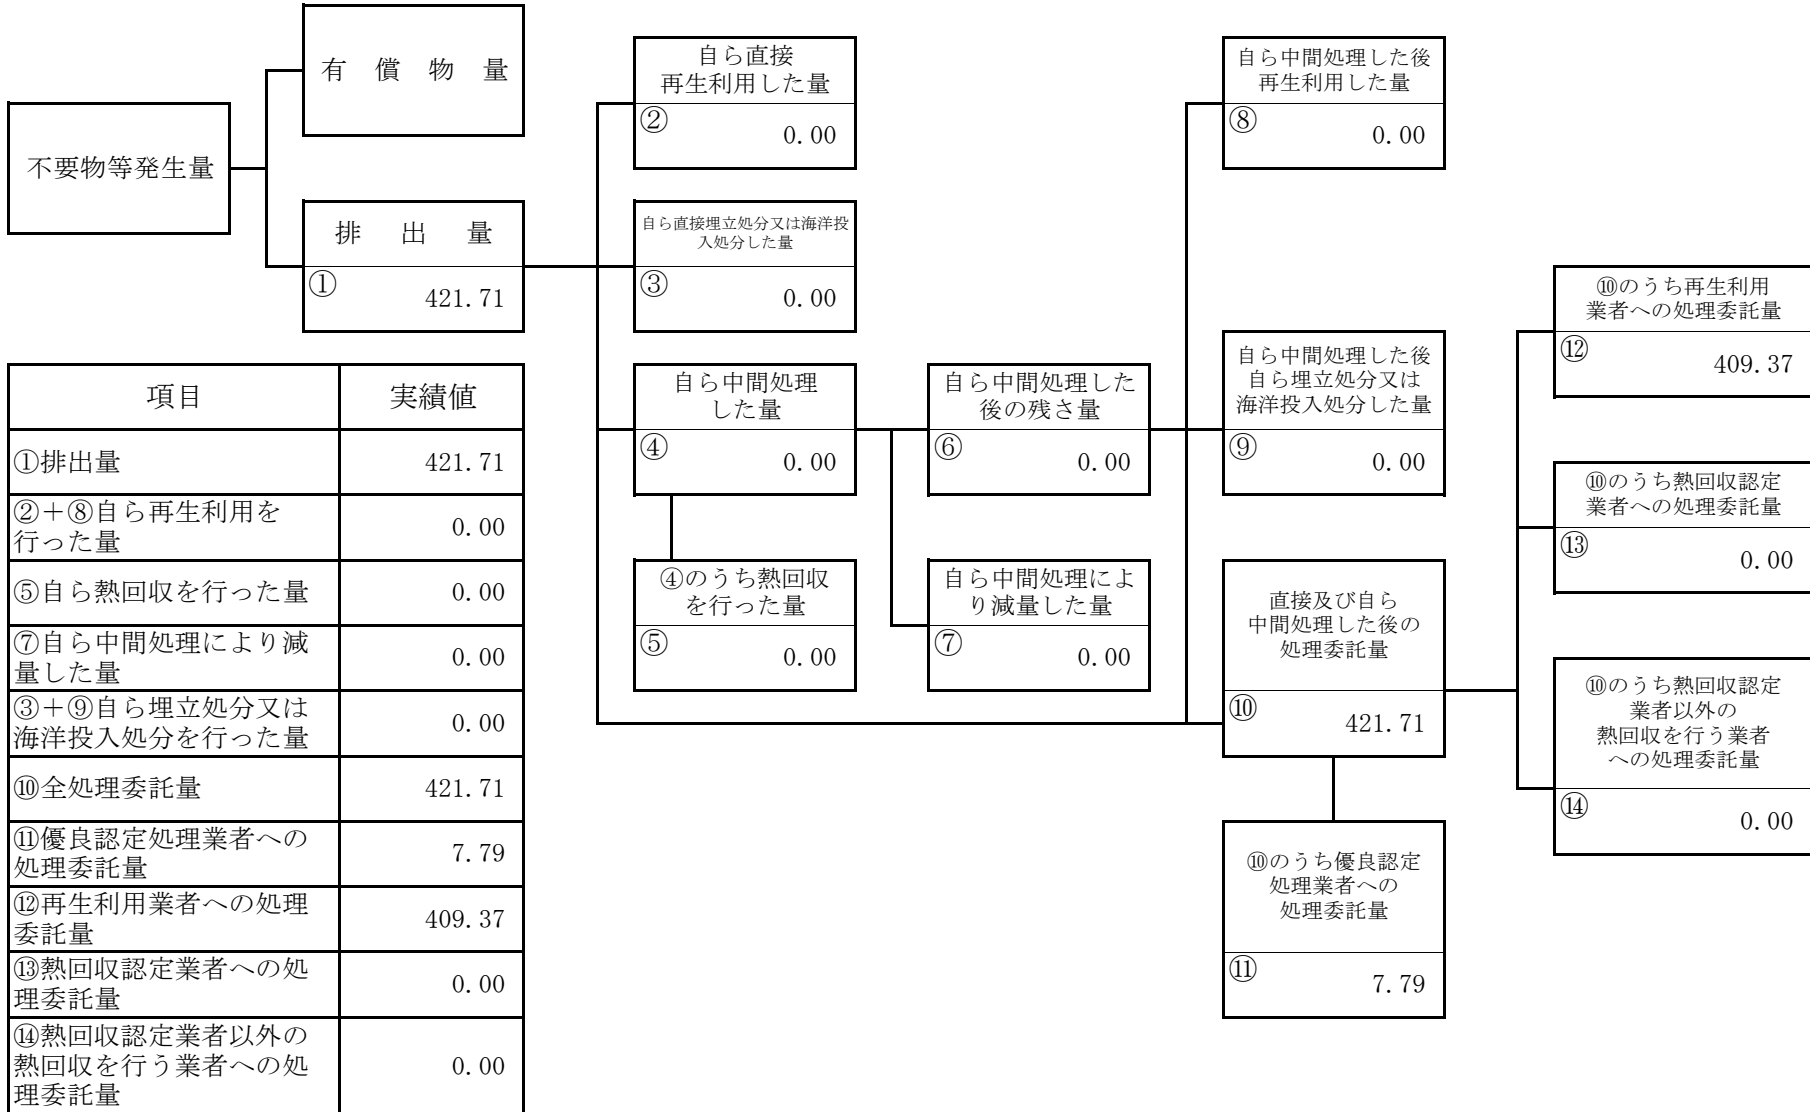 有 償 物 量
不要物等発生量
排 出 量
① 421.71
自ら直接
再生利用した量
② 0.00
自ら直接埋立処分又は海洋投
入処分した量
③ 0.00
自ら中間処理
した量
④ 0.00
④のうち熱回収
を行った量
⑤ 0.00
自ら中間処理した
後の残さ量
⑥ 0.00
自ら中間処理によ
り減量した量
⑦ 0.00
自ら中間処理した後
再生利用した量
⑧ 0.00
自ら中間処理した後
自ら埋立処分又は
海洋投入処分した量
⑨ 0.00
直接及び自ら
中間処理した後の
処理委託量
⑩ 421.71
⑩のうち優良認定
処理業者への
処理委託量
⑪ 7.79
⑩のうち再生利用
業者への処理委託量
⑫ 409.37
⑩のうち熱回収認定
業者への処理委託量
⑬ 0.00
⑩のうち熱回収認定
業者以外の
熱回収を行う業者
への処理委託量
⑭ 0.00
項目 実績値
①排出量 421.71
②＋⑧自ら再生利用を
行った量 0.00
⑤自ら熱回収を行った量 0.00
⑦自ら中間処理により減
量した量 0.00
③＋⑨自ら埋立処分又は
海洋投入処分を行った量 0.00
⑩全処理委託量 421.71
⑪優良認定処理業者への
処理委託量 7.79
⑫再生利用業者への処理
委託量 409.37
⑬熱回収認定業者への処
理委託量 0.00
⑭熱回収認定業者以外の
熱回収を行う業者への処
理委託量 0.00